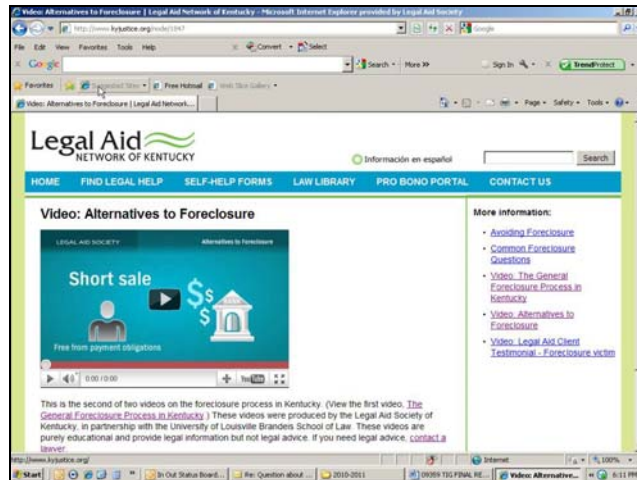 Video: Alternatives to Foreclosure | Legal Aid Network of Kentucky - Microsoft Internet Explorer provided by Legal Aid Society
http://www.kyjustice.org/node/1047
Google
File Edit View Favorites Tools Help
Convert
Select
Google
Search
More >>
Sign In
TrendProtect
Favorites
Suggested Sites
Free Hotmail
Web Slice Gallery
Video: Alternatives to Foreclosure | Legal Aid Network...
Page
Safety
Tools
Legal Aid
NETWORK OF KENTUCKY
Información en español
Search
HOME FIND LEGAL HELP SELF-HELP FORMS LAW LIBRARY PRO BONO PORTAL CONTACT US
Video: Alternatives to Foreclosure
LEGAL AID SOCIETY
Alternatives to Foreclosure
Short sale
$ $ $
BANK
Free from payment obligations
0:00 / 0:00
YouTube
This is the second of two videos on the foreclosure process in Kentucky. (View the
first video, The
General Foreclosure Process in Kentucky.) These videos were produced by the Legal Aid Society of
Kentucky, in partnership with the University of Louisville Brandeis School of Law. These videos are
purely educational and provide legal information but not legal advice. If you need legal advice, contact a
lawyer.
More information:
Avoiding Foreclosure
Common Foreclosure
Questions
Video: The General
Foreclosure Process in
Kentucky
Video: Alternatives to
Foreclosure
Video: Legal Aid Client
Testimonial - Foreclosure victim
http://www.kyjustice.org/
Internet
100%
Start
In Out Status Board...
Re: Question about ...
2010-2011
09099 TIG FINAL RE...
Video: Alternative...
6:11 PM